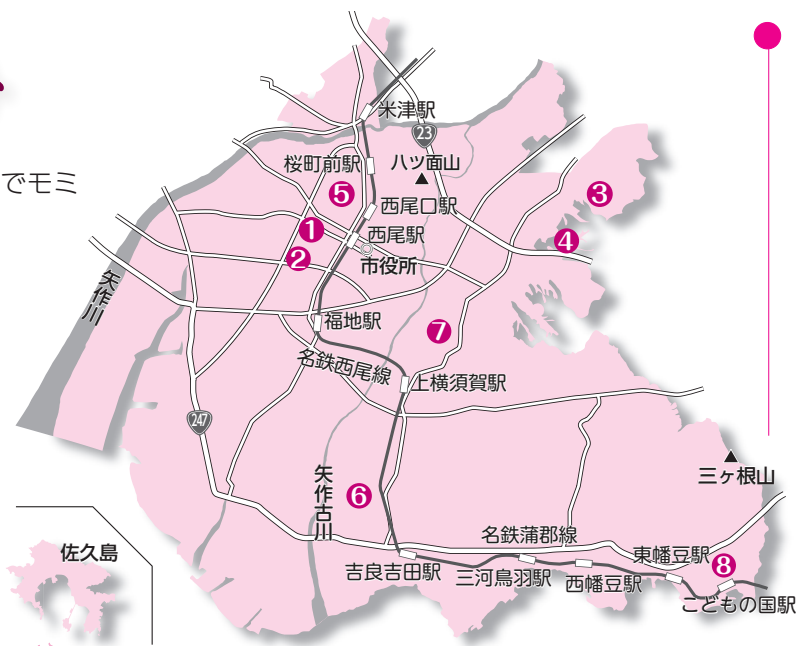 でモミ
米津駅
23
桜町前駅
八ツ面山
5
3
西尾口駅
1
西尾駅
4
2
市役所
矢作川
福地駅
7
名鉄西尾線
上横須賀駅
247
三ヶ根山
矢作古川
6
名鉄蒲郡線
佐久島
東幡豆駅
8
吉良吉田駅
三河鳥羽駅
西幡豆駅
こどもの国駅